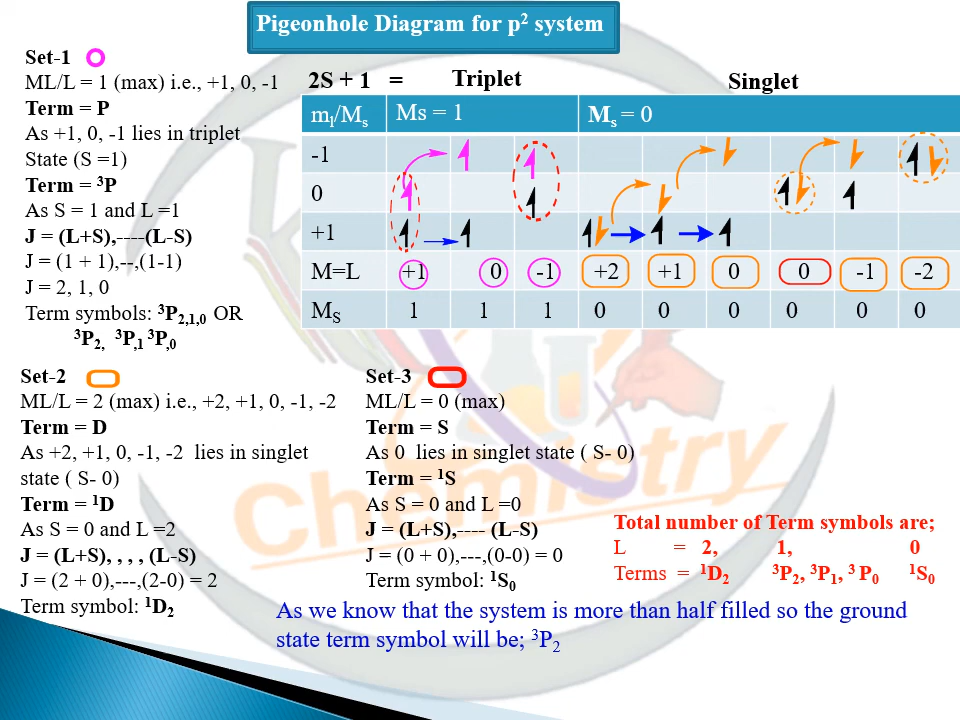 Pigeonhole Diagram for p² system
Set-1
ML/L = 1 (max) i.e., +1, 0, -1
Term = P
As +1, 0, -1 lies in triplet
State (S =1)
Term = ³P
As S = 1 and L =1
J = (L+S),----(L-S)
J = (1 + 1),--,(1-1)
J = 2, 1, 0
Term symbols: ³P₂,₁,₀ OR
³P₂, ³P,₁ ³P,₀
2S + 1 = Triplet Singlet
mₗ/Mₛ Ms = 1 Mₛ = 0
-1
0
+1
M=L +1 0 -1 +2 +1 0 0 -1 -2
Mₛ 1 1 1 0 0 0 0 0 0
Set-2
ML/L = 2 (max) i.e., +2, +1, 0, -1, -2
Term = D
As +2, +1, 0, -1, -2 lies in singlet
state ( S- 0)
Term = ¹D
As S = 0 and L =2
J = (L+S), , , , (L-S)
J = (2 + 0),---,(2-0) = 2
Term symbol: ¹D₂
Set-3
ML/L = 0 (max)
Term = S
As 0 lies in singlet state ( S- 0)
Term = ¹S
As S = 0 and L =0
J = (L+S),---- (L-S)
J = (0 + 0),---,(0-0) = 0
Term symbol: ¹S₀
Total number of Term symbols are;
L = 2, 1, 0
Terms = ¹D₂ ³P₂, ³P₁, ³ P₀ ¹S₀
As we know that the system is more than half filled so the ground
state term symbol will be; ³P₂
Chemistry